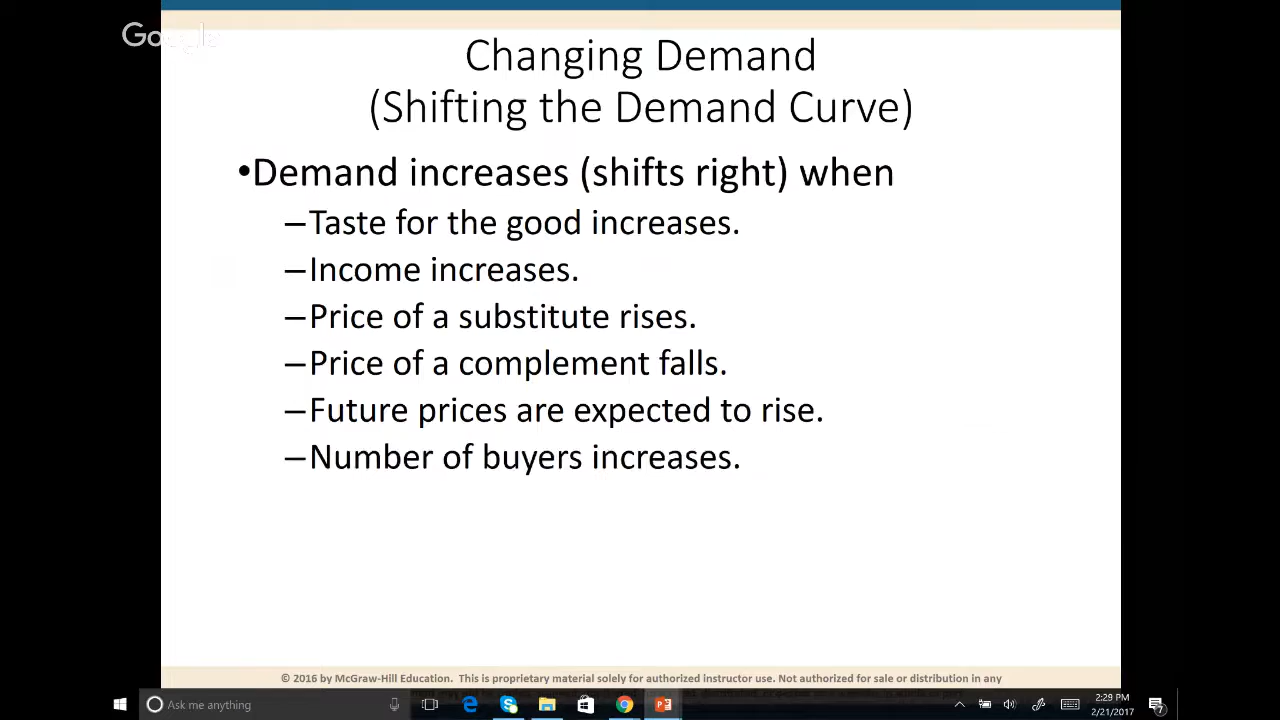 Google
Changing Demand
(Shifting the Demand Curve)
•Demand increases (shifts right) when
–Taste for the good increases.
–Income increases.
–Price of a substitute rises.
–Price of a complement falls.
–Future prices are expected to rise.
–Number of buyers increases.
© 2016 by McGraw-Hill Education. This is proprietary material solely for authorized instructor use. Not authorized for sale or distribution in any
Ask me anything
2:29 PM
2/21/2017
7